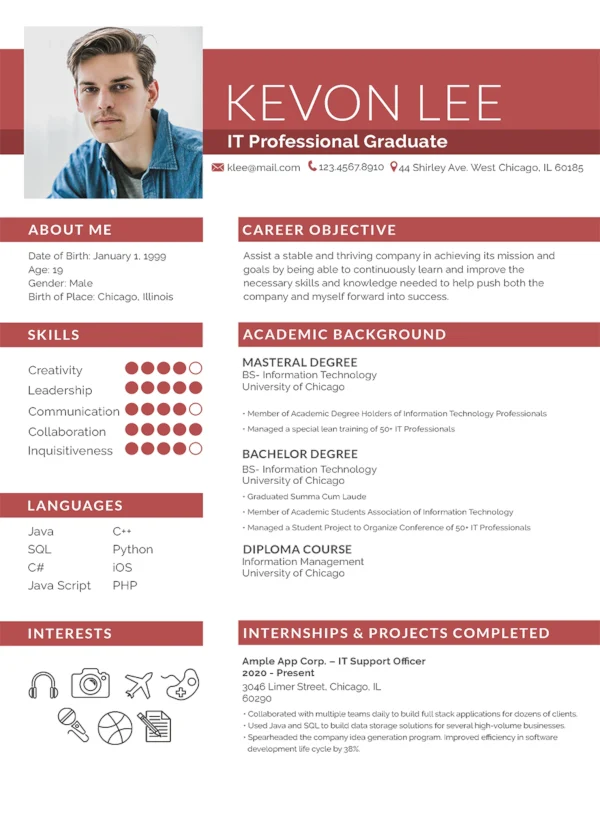 KEVON LEE
IT Professional Graduate
klee@mail.com 123.4567.8910 44 Shirley Ave. West Chicago, IL 60185
ABOUT ME
Date of Birth: January 1, 1999
Age: 19
Gender: Male
Birth of Place: Chicago, Illinois
SKILLS
Creativity
Leadership
Communication
Collaboration
Inquisitiveness
LANGUAGES
Java C++
SQL Python
C# iOS
Java Script PHP
INTERESTS
CAREER OBJECTIVE
Assist a stable and thriving company in achieving its mission and
goals by being able to continuously learn and improve the
necessary skills and knowledge needed to help push both the
company and myself forward into success.
ACADEMIC BACKGROUND
MASTERAL DEGREE
BS- Information Technology
University of Chicago
• Member of Academic Degree Holders of Information Technology Professionals
• Managed a special lean training of 50+ IT Professionals
BACHELOR DEGREE
BS- Information Technology
University of Chicago
• Graduated Summa Cum Laude
• Member of Academic Students Association of Information Technology
• Managed a Student Project to Organize Conference of 50+ IT Professionals
DIPLOMA COURSE
Information Management
University of Chicago
INTERNSHIPS & PROJECTS COMPLETED
Ample App Corp. – IT Support Officer
2020 - Present
3046 Limer Street, Chicago, IL
60290
• Collaborated with multiple teams daily to build full stack applications for dozens of clients.
• Used Java and SQL to build data storage solutions for several high-volume businesses.
• Spearheaded the company idea generation program. improved efficiency in software
development life cycle by 38%.